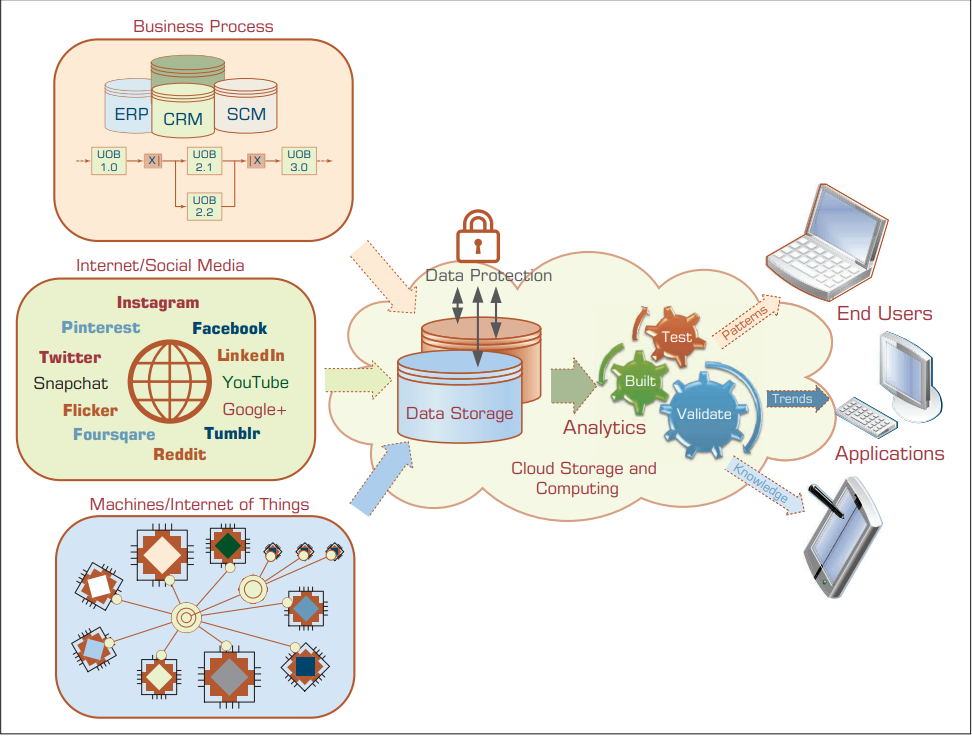 Business Process
ERP
CRM
SCM
UOB
1.0
X|
UOB
2.1
|X
UOB
3.0
UOB
2.2
Internet/Social Media
Instagram
Pinterest
Facebook
Twitter
LinkedIn
Snapchat
YouTube
Flicker
Google+
Foursqare
Tumblr
Reddit
Machines/Internet of Things
Data Protection
Data Storage
Analytics
Test
Built
Validate
Cloud Storage and
Computing
Patterns
Trends
Knowledge
End Users
Applications